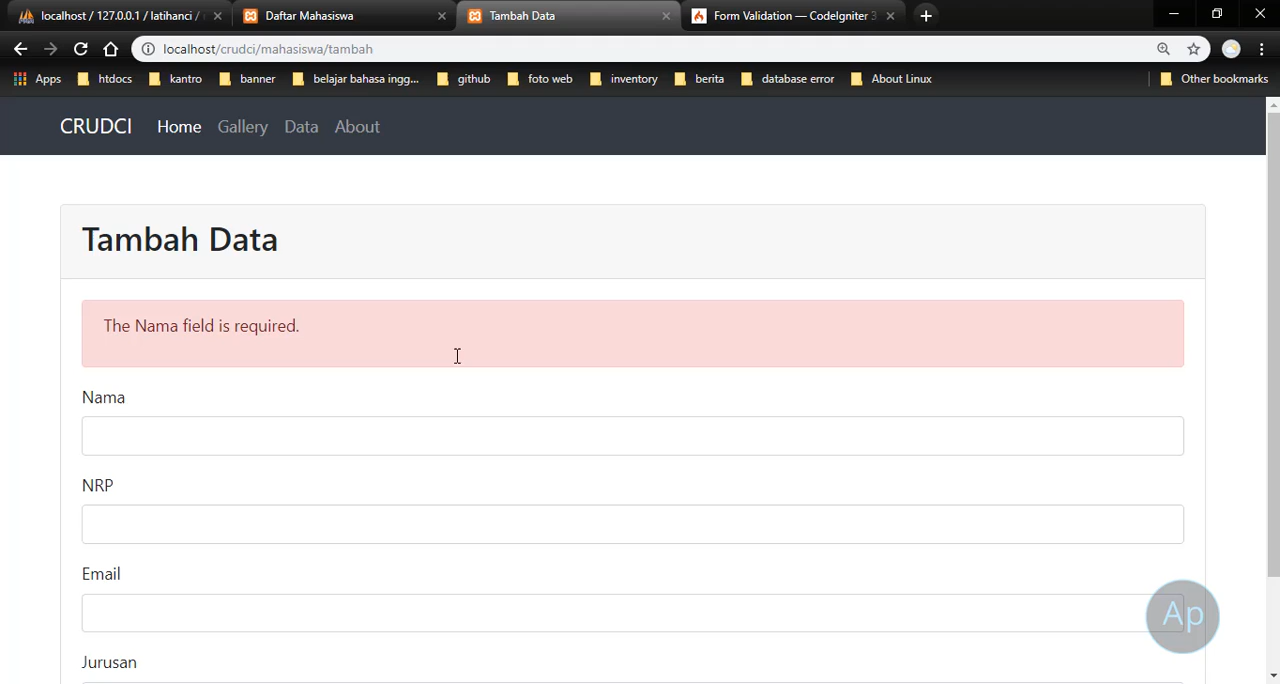 localhost / 127.0.0.1 / latihanci /
Daftar Mahasiswa
Tambah Data
Form Validation — CodeIgniter 3
localhost/crudci/mahasiswa/tambah
Apps
htdocs
kantro
banner
belajar bahasa ingg...
github
foto web
inventory
berita
database error
About Linux
Other bookmarks
CRUDCI
Home
Gallery
Data
About
Tambah Data
The Nama field is required.
Nama
NRP
Email
Ap
Jurusan